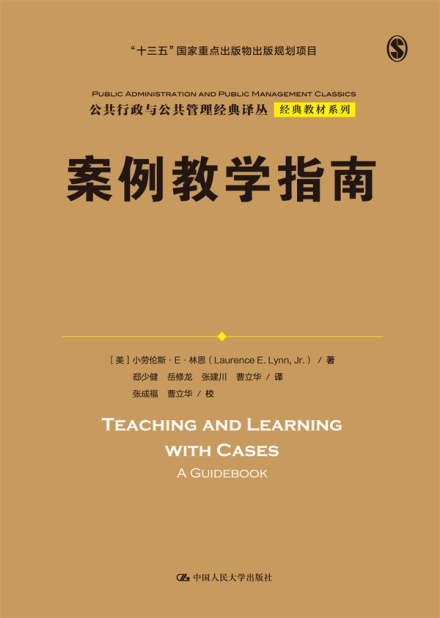 “十三五”国家重点出版物出版规划项目
PUBLIC ADMINISTRATION AND PUBLIC MANAGEMENT CLASSICS
公共行政与公共管理经典译丛 经典教材系列
案例教学指南
［美］小劳伦斯·E·林恩（Laurence E. Lynn, Jr.）/ 著
郄少健 岳修龙 张建川 曹立华 / 译
张成福 曹立华 / 校
TEACHING AND LEARNING
WITH CASES
A GUIDEBOOK
中国人民大学出版社